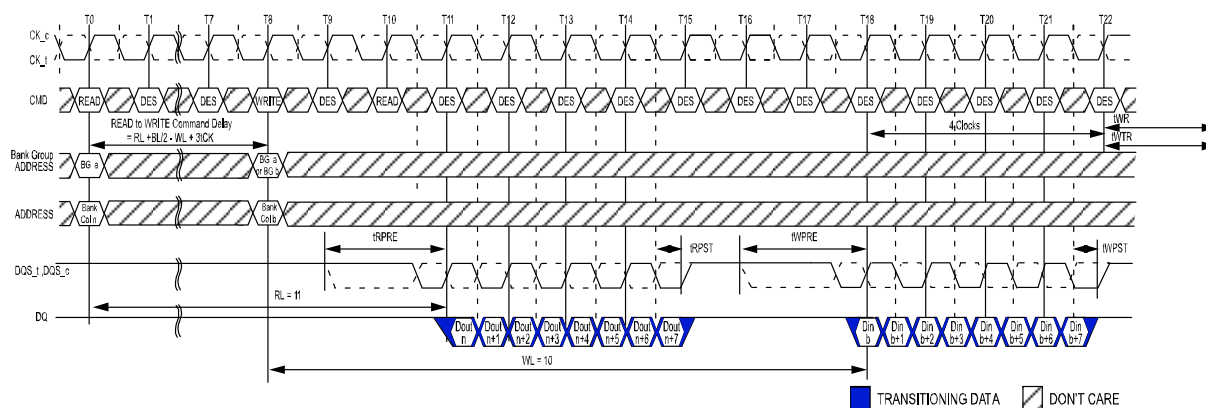 T0 T1 T7 T8 T9 T10 T11 T12 T13 T14 T15 T16 T17 T18 T19 T20 T21 T22
CK_c
CK_t
CMD READ DES DES WRITE DES READ DES DES DES DES DES DES DES DES DES DES DES DES
READ to WRITE Command Delay
= RL +BL/2 - WL + 3tCK
4 Clocks
tWR
tWTR
Bank Group
ADDRESS
BG a
BG a
or BG b
ADDRESS
Bank
Col n
Bank
Col b
tRPRE tRPST tWPRE tWPST
DQS_t ,DQS_c
RL = 11
DQ
Dout
n
Dout
n+1
Dout
n+2
Dout
n+3
Dout
n+4
Dout
n+5
Dout
n+6
Dout
n+7
Din
b
Din
b+1
Din
b+2
Din
b+3
Din
b+4
Din
b+5
Din
b+6
Din
b+7
WL = 10
TRANSITIONING DATA DON'T CARE